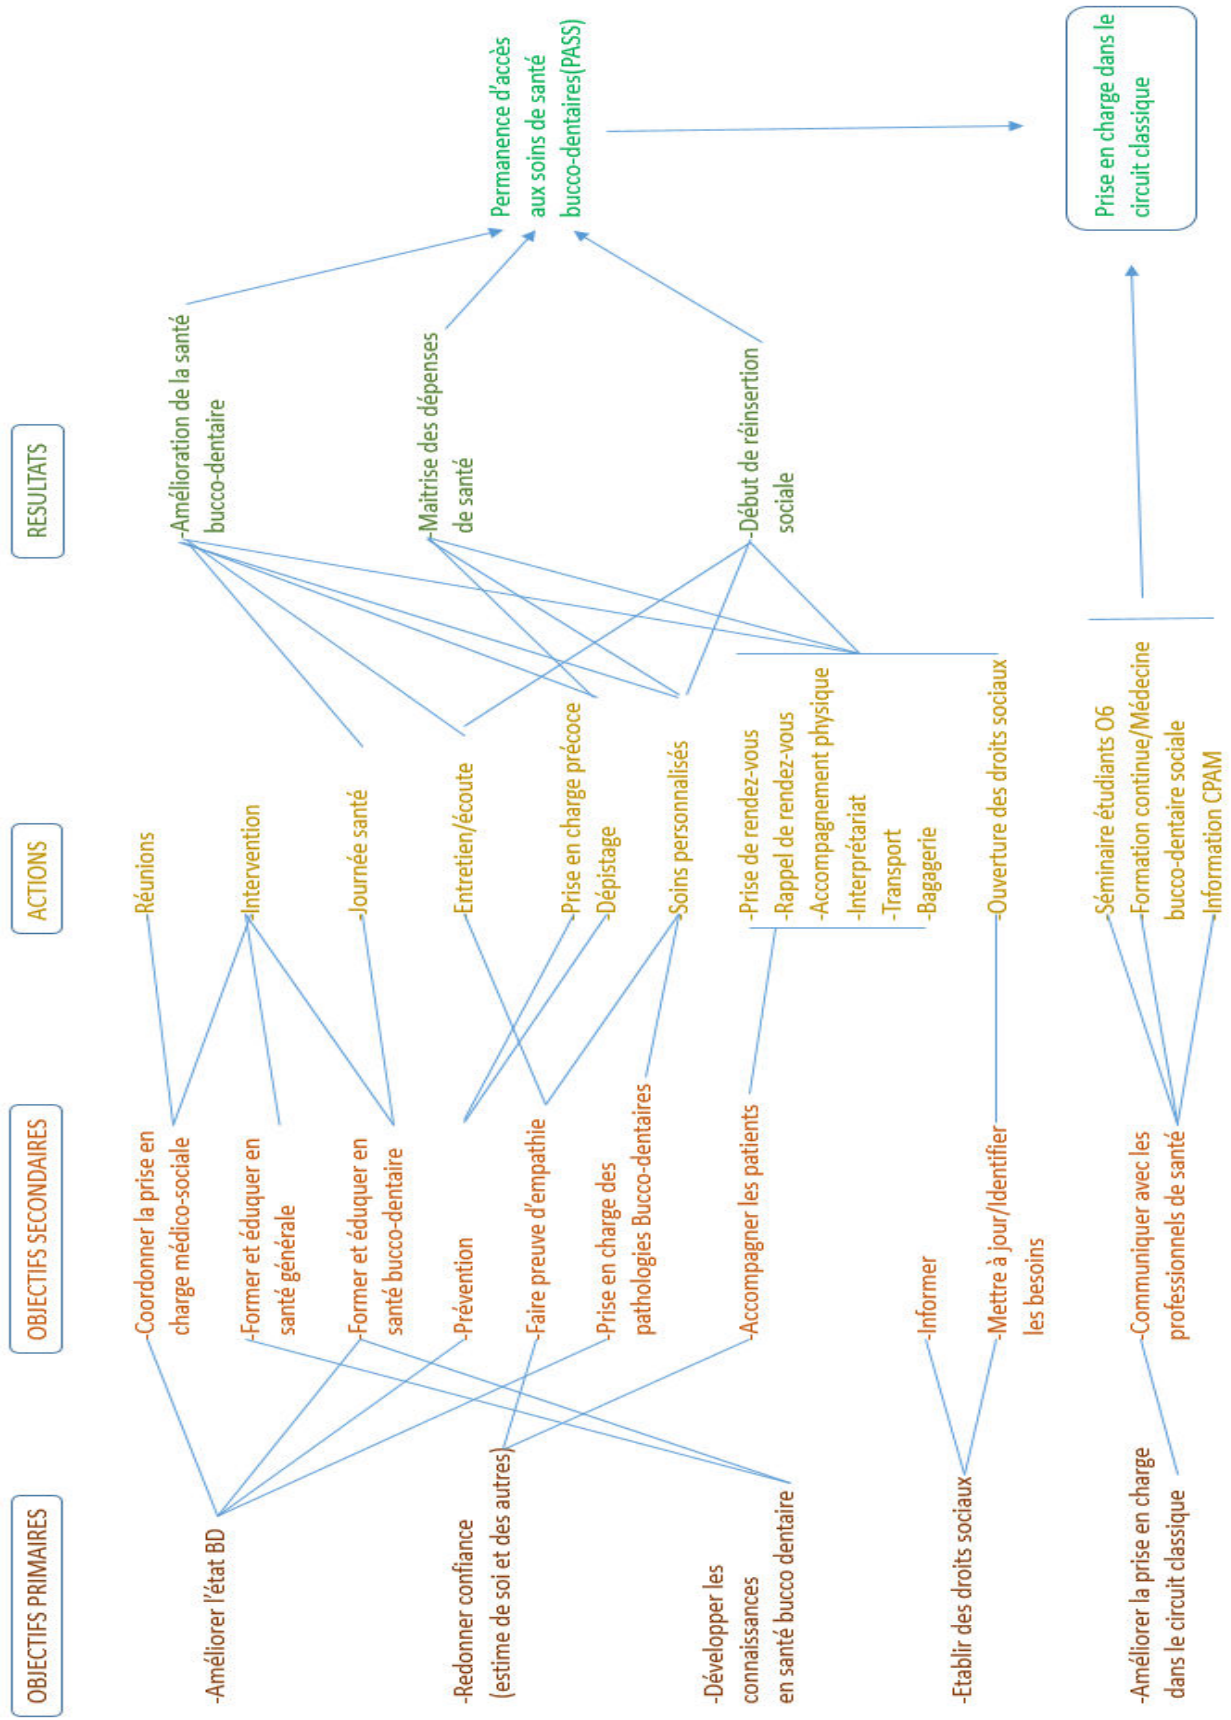 OBJECTIFS PRIMAIRES
-Améliorer l'état BD
-Redonner confiance
(estime de soi et des autres)
-Développer les
connaissances
en santé bucco dentaire
-Etablir des droits sociaux
-Améliorer la prise en charge
dans le circuit classique
OBJECTIFS SECONDAIRES
-Coordonner la prise en
charge médico-sociale
-Former et éduquer en
santé générale
-Former et éduquer en
santé bucco-dentaire
-Prévention
-Faire preuve d'empathie
-Prise en charge des
pathologies Bucco-dentaires
-Accompagner les patients
-Informer
-Mettre à jour/Identifier
les besoins
-Communiquer avec les
professionnels de santé
ACTIONS
-Réunions
-Intervention
-Journée santé
-Entretien/écoute
-Prise en charge précoce
-Dépistage
-Soins personnalisés
-Prise de rendez-vous
-Rappel de rendez-vous
-Accompagnement physique
-Interprétariat
-Transport
-Bagagerie
-Ouverture des droits sociaux
-Séminaire étudiants O6
-Formation continue/Médecine
bucco-dentaire sociale
-Information CPAM
RESULTATS
-Amélioration de la santé
bucco-dentaire
-Maitrise des dépenses
de santé
-Début de réinsertion
sociale
Permanence d'accès
aux soins de santé
bucco-dentaires(PASS)
Prise en charge dans le
circuit classique